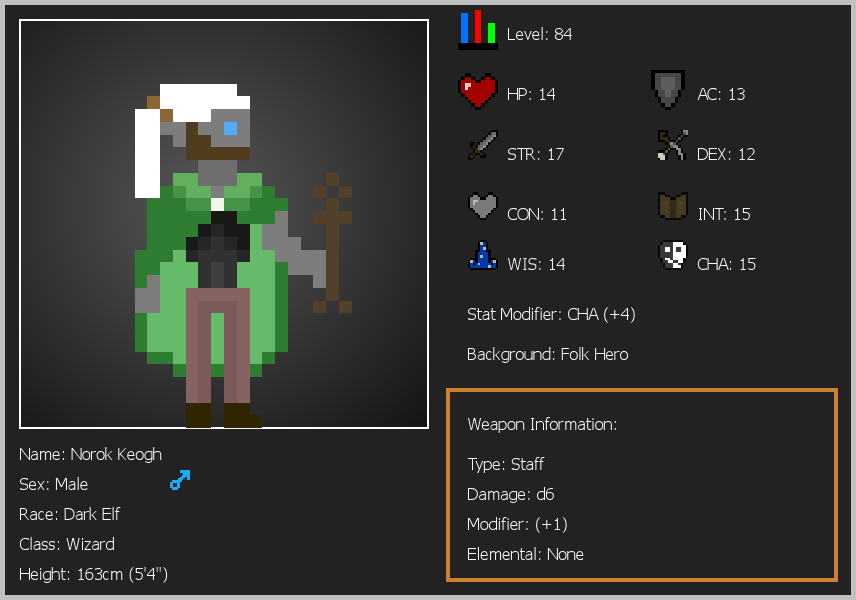 Level: 84
HP: 14
AC: 13
STR: 17
DEX: 12
CON: 11
INT: 15
WIS: 14
CHA: 15
Stat Modifier: CHA (+4)
Background: Folk Hero
Weapon Information:
Type: Staff
Damage: d6
Modifier: (+1)
Elemental: None
Name: Norok Keogh
Sex: Male
Race: Dark Elf
Class: Wizard
Height: 163cm (5'4")